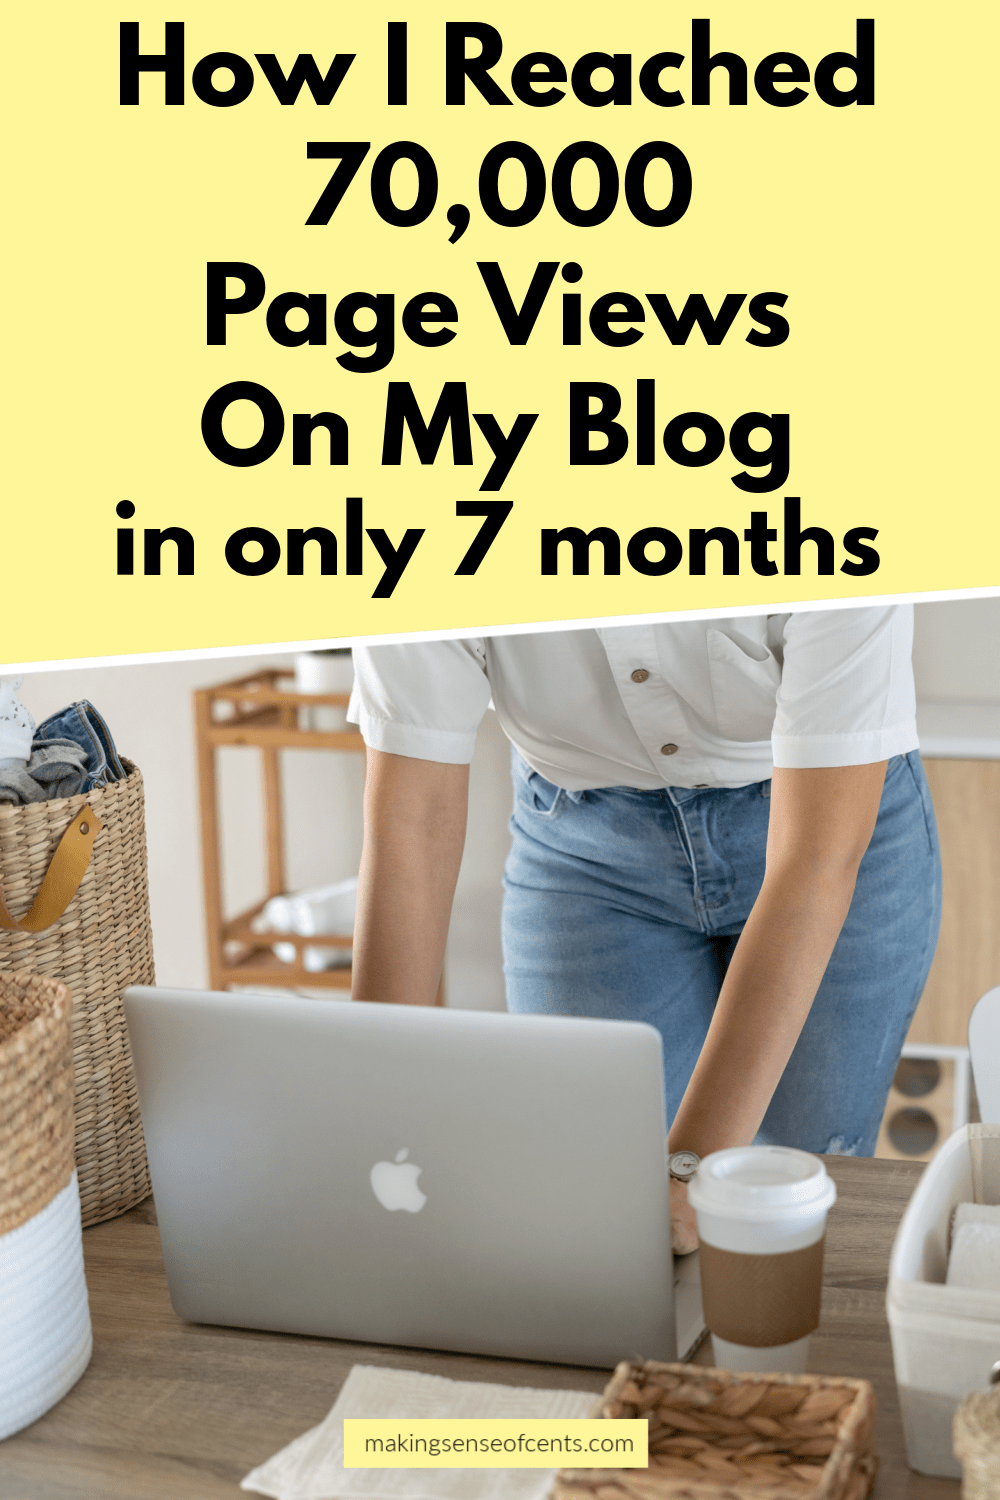 How I Reached
70,000
Page Views
On My Blog
in only 7 months
makingsenseofcents.com